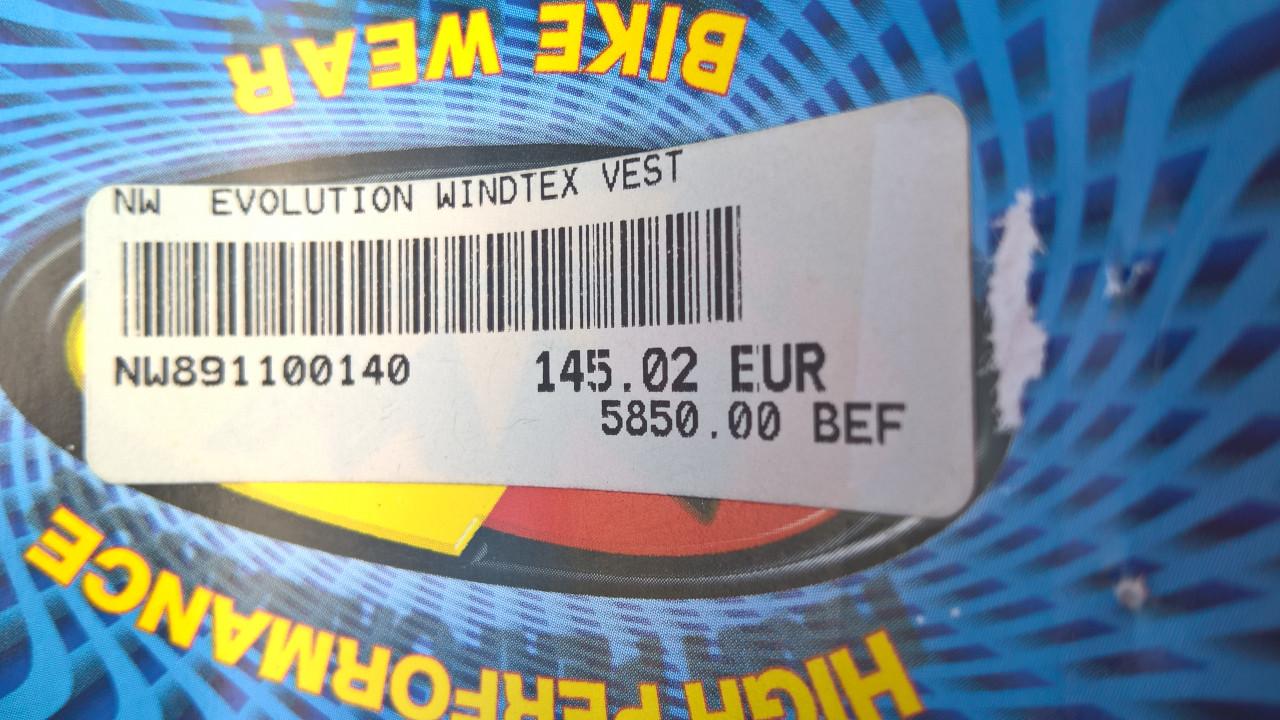 BIKE WEAR
NW EVOLUTION WINDTEX VEST
NW891100140
145.02 EUR
5850.00 BEF
HIGH PERFORMANCE